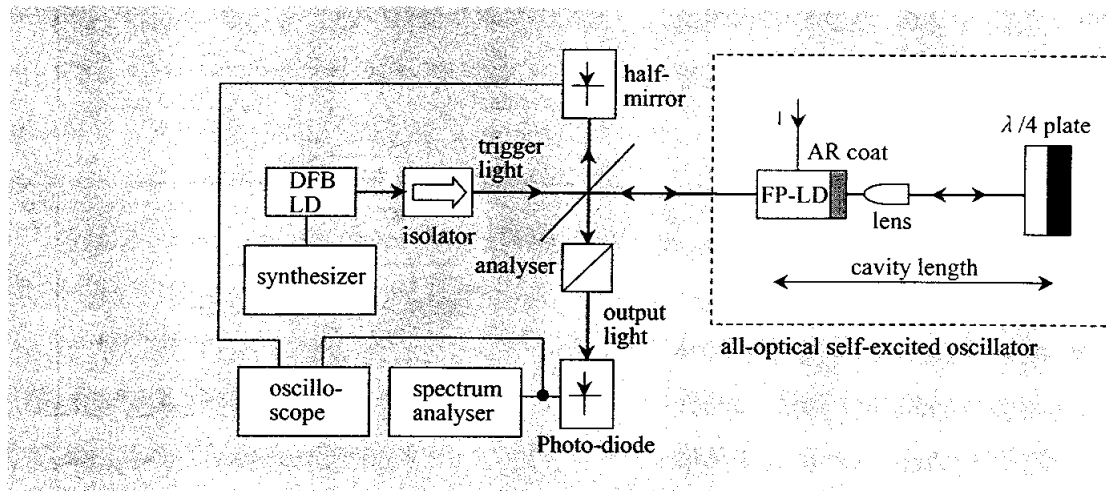 half-
mirror
λ/4 plate
I
AR coat
trigger
light
DFB
LD
FP-LD
lens
isolator
analyser
synthesizer
cavity length
output
light
all-optical self-excited oscillator
oscillo-
scope
spectrum
analyser
Photo-diode